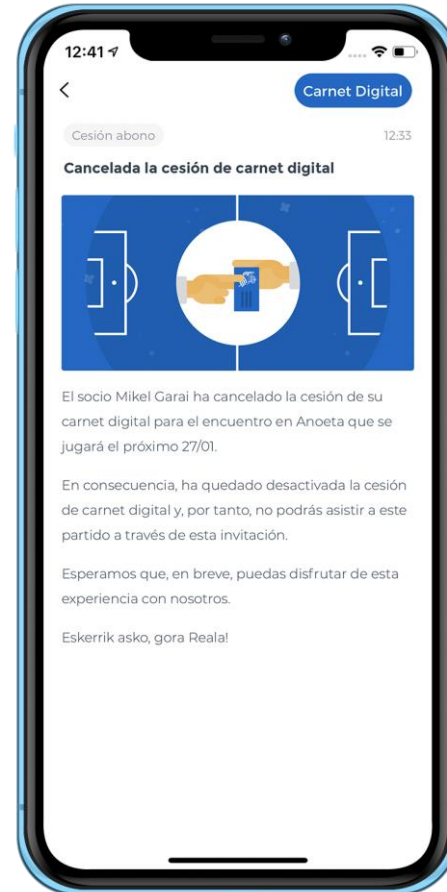 12:41
Carnet Digital
Cesión abono
12:33
Cancelada la cesión de carnet digital
El socio Mikel Garai ha cancelado la cesión de su
carnet digital para el encuentro en Anoeta que se
jugará el próximo 27/01.
En consecuencia, ha quedado desactivada la cesión
de carnet digital y, por tanto, no podrás asistir a este
partido a través de esta invitación.
Esperamos que, en breve, puedas disfrutar de esta
experiencia con nosotros.
Eskerrik asko, gora Reala!